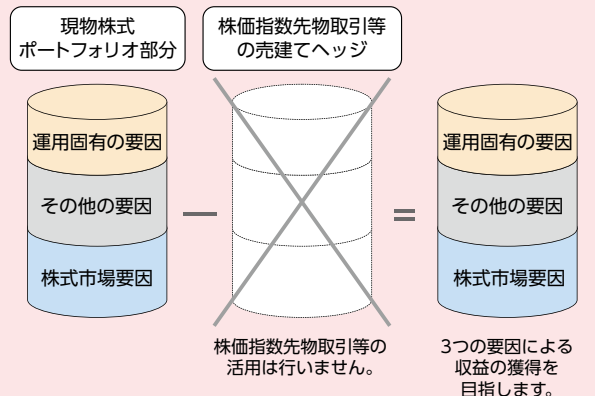 現物株式
ポートフォリオ部分
株価指数先物取引等
の売建てヘッジ
運用固有の要因
その他の要因
株式市場要因
運用固有の要因
その他の要因
株式市場要因
株価指数先物取引等の
活用は行いません。
3つの要因による
収益の獲得を
目指します。